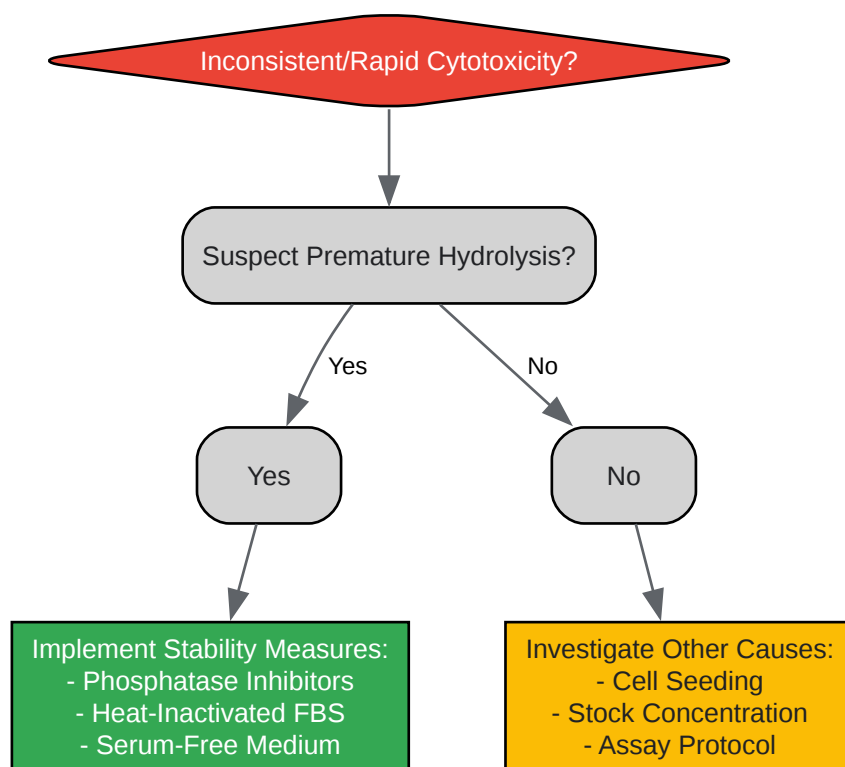 Inconsistent/Rapid Cytotoxicity?
Suspect Premature Hydrolysis?
Yes
No
Yes
No
Implement Stability Measures:
- Phosphatase Inhibitors
- Heat-Inactivated FBS
- Serum-Free Medium
Investigate Other Causes:
- Cell Seeding
- Stock Concentration
- Assay Protocol